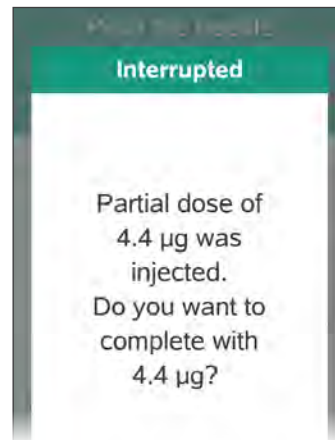 Interrupted
Partial dose of
4.4 µg was
injected.
Do you want to
complete with
4.4 µg?